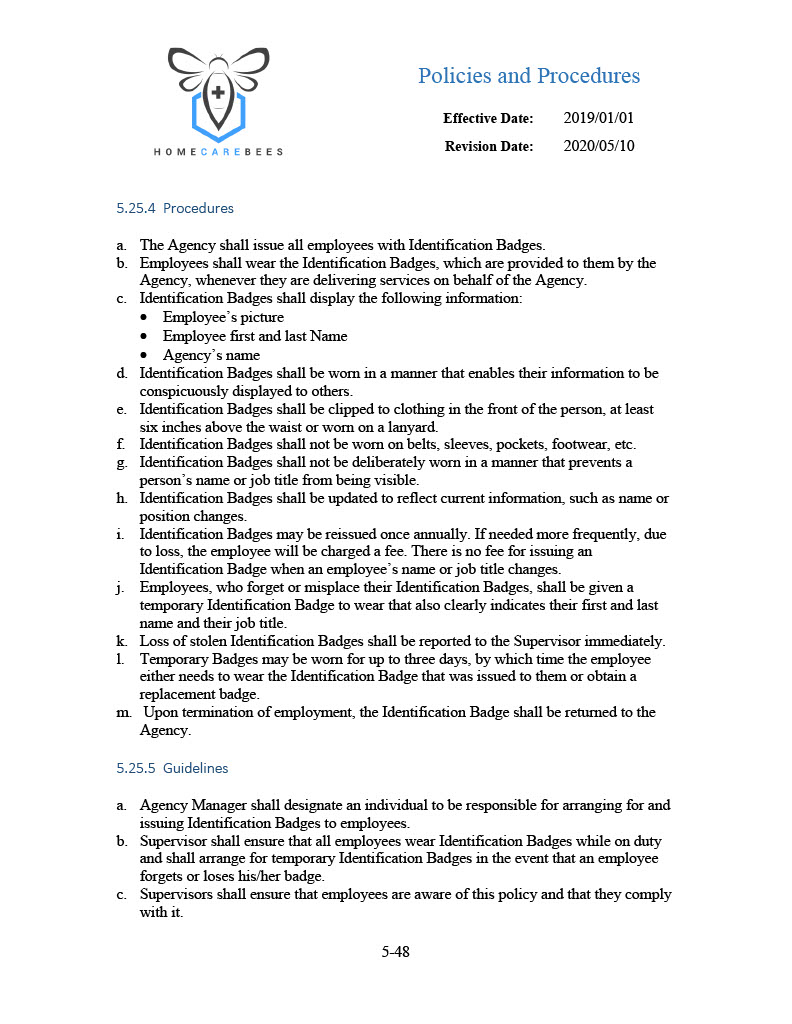 Policies and Procedures
Effective Date: 2019/01/01
Revision Date: 2020/05/10
HOMECAREBEES
5.25.4 Procedures
a. The Agency shall issue all employees with Identification Badges.
b. Employees shall wear the Identification Badges, which are provided to them by the
Agency, whenever they are delivering services on behalf of the Agency.
c. Identification Badges shall display the following information:
• Employee’s picture
• Employee first and last Name
• Agency’s name
d. Identification Badges shall be worn in a manner that enables their information to be
conspicuously displayed to others.
e. Identification Badges shall be clipped to clothing in the front of the person, at least
six inches above the waist or worn on a lanyard.
f. Identification Badges shall not be worn on belts, sleeves, pockets, footwear, etc.
g. Identification Badges shall not be deliberately worn in a manner that prevents a
person’s name or job title from being visible.
h. Identification Badges shall be updated to reflect current information, such as name or
position changes.
i. Identification Badges may be reissued once annually. If needed more frequently, due
to loss, the employee will be charged a fee. There is no fee for issuing an
Identification Badge when an employee’s name or job title changes.
j. Employees, who forget or misplace their Identification Badges, shall be given a
temporary Identification Badge to wear that also clearly indicates their first and last
name and their job title.
k. Loss of stolen Identification Badges shall be reported to the Supervisor immediately.
l. Temporary Badges may be worn for up to three days, by which time the employee
either needs to wear the Identification Badge that was issued to them or obtain a
replacement badge.
m. Upon termination of employment, the Identification Badge shall be returned to the
Agency.
5.25.5 Guidelines
a. Agency Manager shall designate an individual to be responsible for arranging for and
issuing Identification Badges to employees.
b. Supervisor shall ensure that all employees wear Identification Badges while on duty
and shall arrange for temporary Identification Badges in the event that an employee
forgets or loses his/her badge.
c. Supervisors shall ensure that employees are aware of this policy and that they comply
with it.
5-48